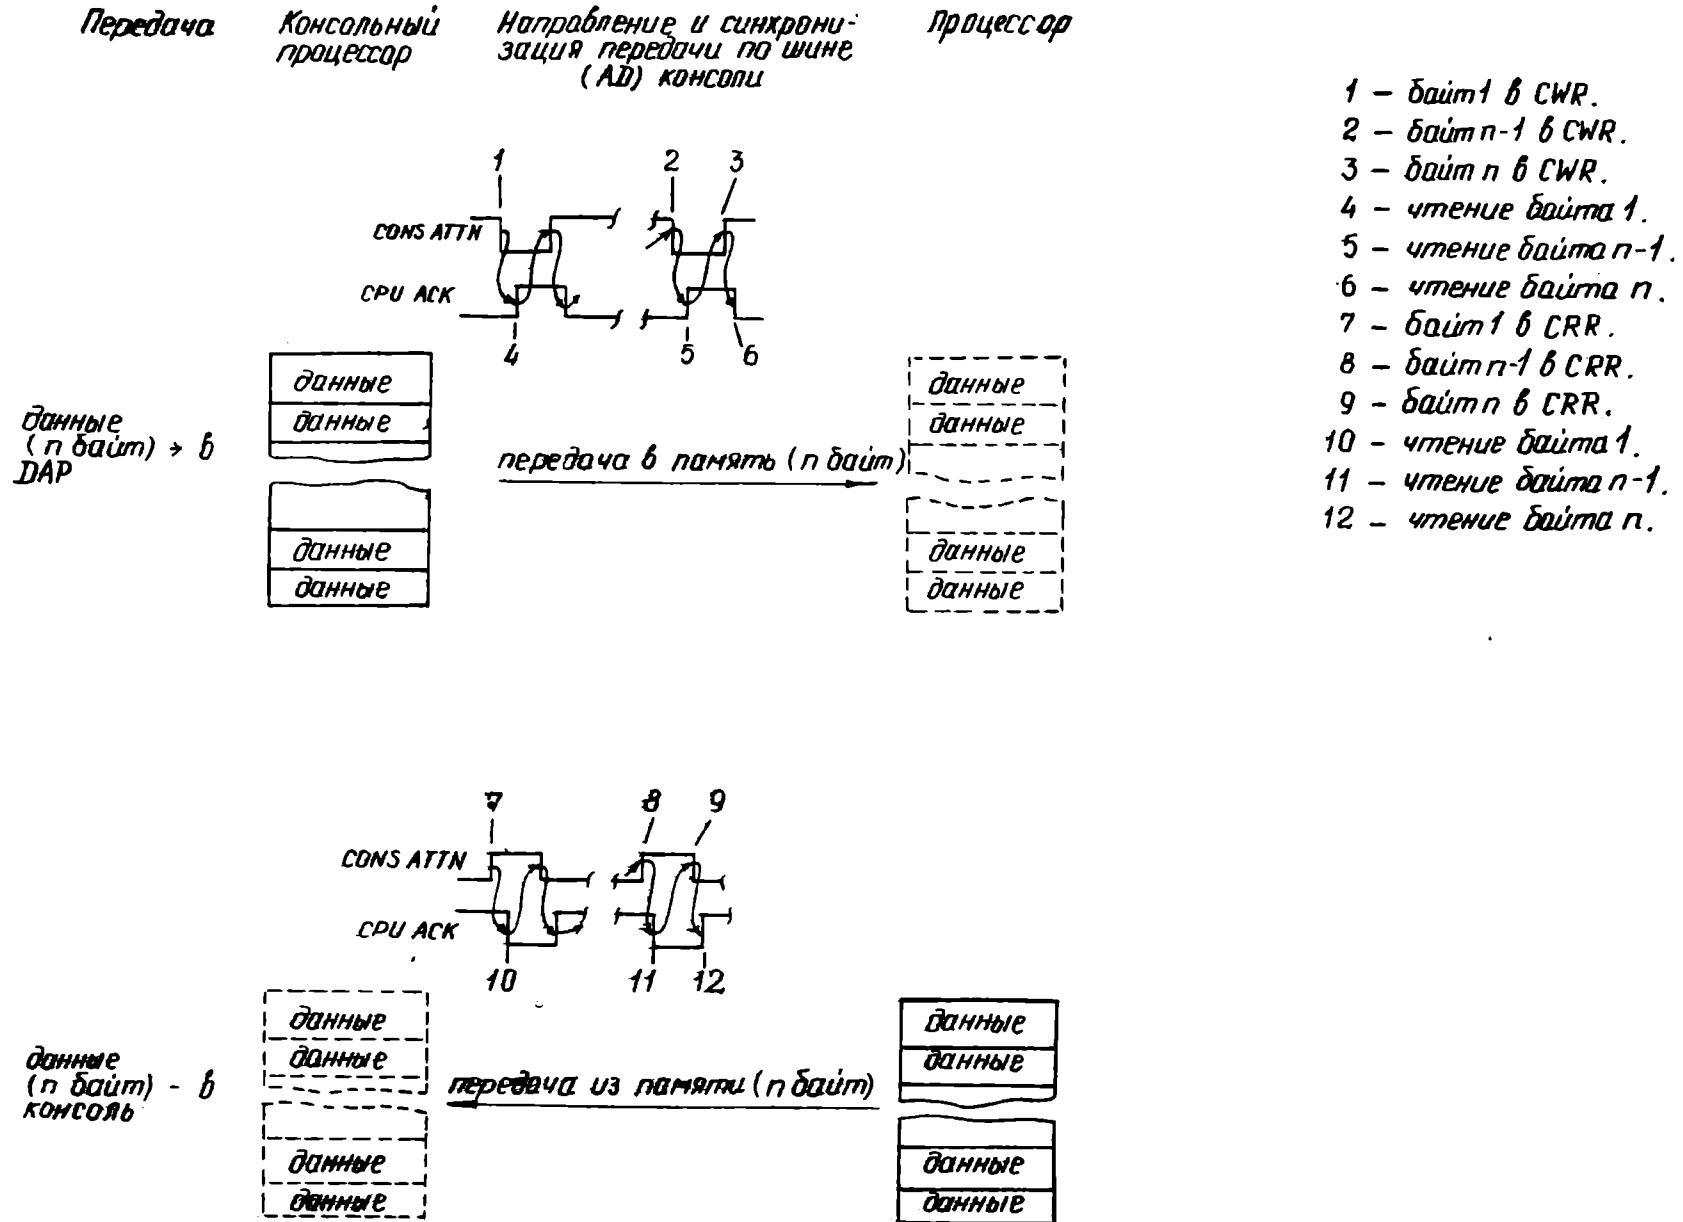 Передача
Консольный
процессор
Направление и синхрони-
зация передачи по шине
(AD) консоли
Процессор
1 – байт 1 в CWR.
2 – байт n-1 в CWR.
3 – байт n в CWR.
4 – чтение байта 1.
5 – чтение байта n-1.
6 – чтение байта n.
7 – байт 1 в CRR.
8 – байт n-1 в CRR.
9 – байт n в CRR.
10 – чтение байта 1.
11 – чтение байта n-1.
12 – чтение байта n.
1 2 3
CONS ATTN
CPU ACK
4 5 6
данные
(n байт) → в
DAP
данные
данные
данные
данные
передача в память (n байт)
данные
данные
данные
данные
7 8 9
CONS ATTN
CPU ACK
10 11 12
данные
(n байт) - в
консоль
данные
данные
данные
данные
передача из памяти (n байт)
данные
данные
данные
данные